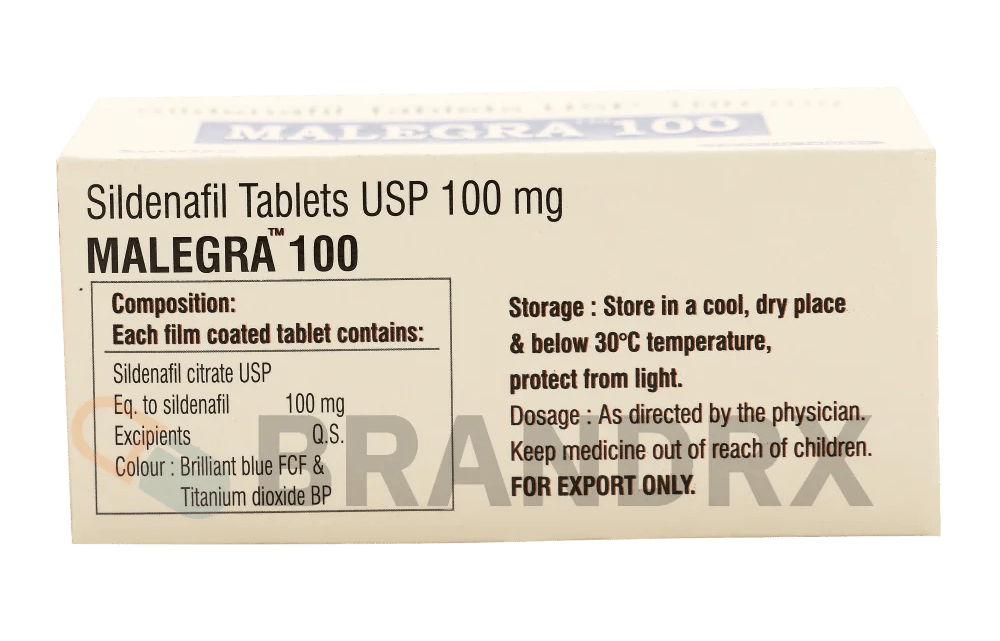 MALEGRA™ 100
Sildenafil Tablets USP 100 mg
MALEGRA™ 100
Composition:
Each film coated tablet contains:
Sildenafil citrate USP
Eq. to sildenafil 100 mg
Excipients Q.S.
Colour : Brilliant blue FCF &
Titanium dioxide BP
Storage : Store in a cool, dry place
& below 30°C temperature,
protect from light.
Dosage : As directed by the physician.
Keep medicine out of reach of children.
FOR EXPORT ONLY.
BRANDRX